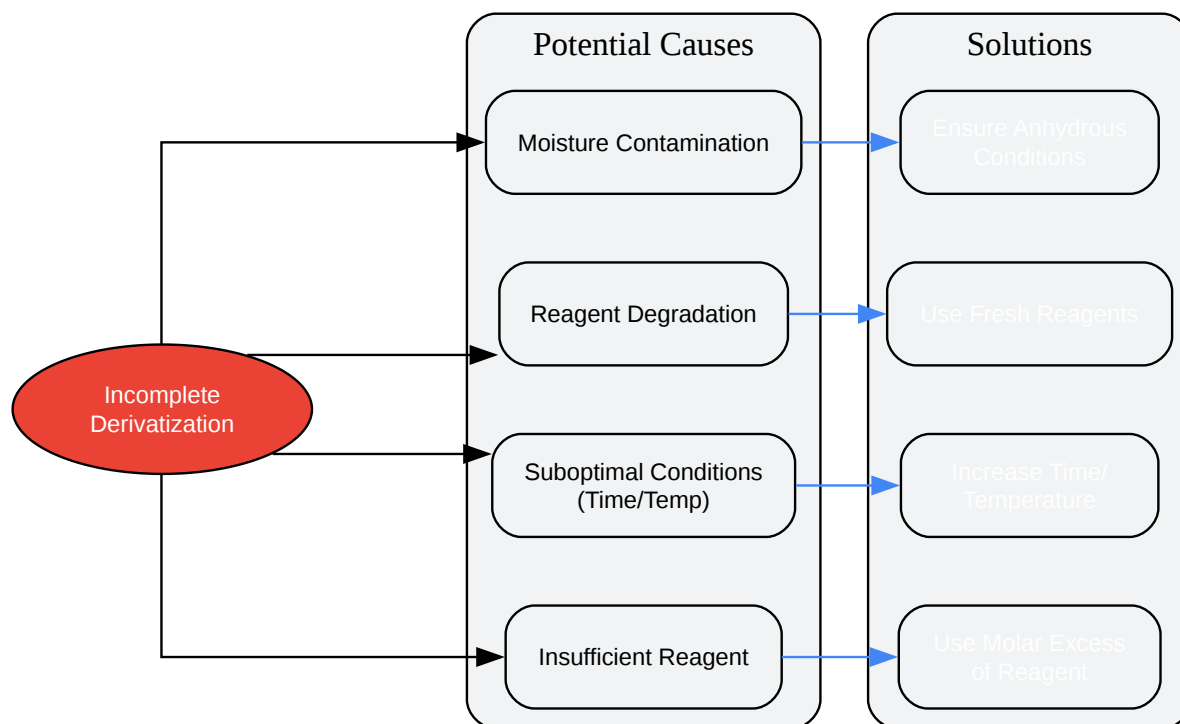 Potential Causes
Solutions
Moisture Contamination
Ensure Anhydrous
Conditions
Reagent Degradation
Use Fresh Reagents
Incomplete
Derivatization
Suboptimal Conditions
(Time/Temp)
Increase Time/
Temperature
Insufficient Reagent
Use Molar Excess
of Reagent